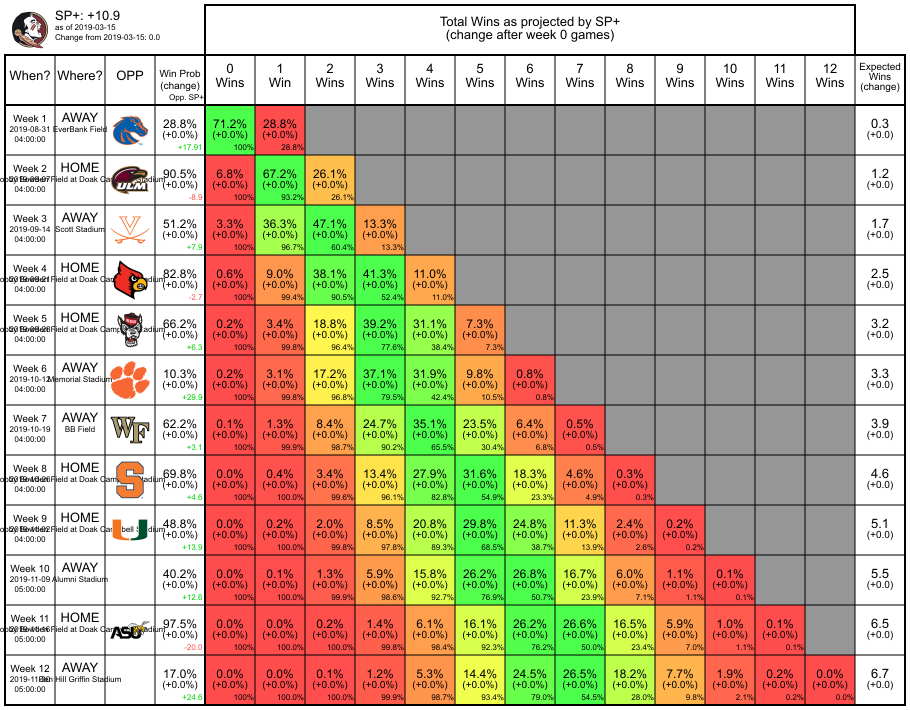 SP+: +10.9
as of 2019-03-15
Change from 2019-03-15: 0.0
Total Wins as projected by SP+
(change after week 0 games)
When? Where? OPP Win Prob (change) Opp. SP+ 0 Wins 1 Win 2 Wins 3 Wins 4 Wins 5 Wins 6 Wins 7 Wins 8 Wins 9 Wins 10 Wins 11 Wins 12 Wins Expected Wins (change)
Week 1 AWAY 28.8% 71.2% 28.8% 0.3
2019-08-31 EverBank Field (+0.0%) (+0.0%) (+0.0%) (+0.0)
04:00:00 +17.91 100% 28.8%
Week 2 HOME 90.5% 6.8% 67.2% 26.1% 1.2
Field at Doak ULM (+0.0%) (+0.0%) (+0.0%) (+0.0%) (+0.0)
04:00:00 -8.9 100% 93.2% 26.1%
Week 3 AWAY 51.2% 3.3% 36.3% 47.1% 13.3% 1.7
2019-09-14 Scott Stadium (+0.0%) (+0.0%) (+0.0%) (+0.0%) (+0.0%) (+0.0)
04:00:00 +7.9 100% 96.7% 60.4% 13.3%
Week 4 HOME 82.8% 0.6% 9.0% 38.1% 41.3% 11.0% 2.5
Field at Doak (+0.0%) (+0.0%) (+0.0%) (+0.0%) (+0.0%) (+0.0%) (+0.0)
04:00:00 -2.7 100% 99.4% 90.5% 52.4% 11.0%
Week 5 HOME 66.2% 0.2% 3.4% 18.8% 39.2% 31.1% 7.3% 3.2
Field at Doak (+0.0%) (+0.0%) (+0.0%) (+0.0%) (+0.0%) (+0.0%) (+0.0%) (+0.0)
04:00:00 +6.3 100% 99.8% 96.4% 77.6% 38.4% 7.3%
Week 6 AWAY 10.3% 0.2% 3.1% 17.2% 37.1% 31.9% 9.8% 0.8% 3.3
2019-10-12 Memorial Stadium (+0.0%) (+0.0%) (+0.0%) (+0.0%) (+0.0%) (+0.0%) (+0.0%) (+0.0%) (+0.0)
04:00:00 +29.9 100% 99.8% 96.8% 79.5% 42.4% 10.5% 0.8%
Week 7 AWAY 62.2% 0.1% 1.3% 8.4% 24.7% 35.1% 23.5% 6.4% 0.5% 3.9
2019-10-19 BB Field WF (+0.0%) (+0.0%) (+0.0%) (+0.0%) (+0.0%) (+0.0%) (+0.0%) (+0.0%) (+0.0%) (+0.0)
04:00:00 +3.1 100% 99.9% 98.7% 90.2% 65.5% 30.4% 6.8% 0.5%
Week 8 HOME 69.8% 0.0% 0.4% 3.4% 13.4% 27.9% 31.6% 18.3% 4.6% 0.3% 4.6
Field at Doak S (+0.0%) (+0.0%) (+0.0%) (+0.0%) (+0.0%) (+0.0%) (+0.0%) (+0.0%) (+0.0%) (+0.0%) (+0.0)
04:00:00 +4.6 100% 100.0% 99.6% 96.1% 82.8% 54.9% 23.3% 4.9% 0.3%
Week 9 HOME 48.8% 0.0% 0.2% 2.0% 8.5% 20.8% 29.8% 24.8% 11.3% 2.4% 0.2% 5.1
Field at Doak (+0.0%) (+0.0%) (+0.0%) (+0.0%) (+0.0%) (+0.0%) (+0.0%) (+0.0%) (+0.0%) (+0.0%) (+0.0%) (+0.0)
04:00:00 +13.9 100% 100.0% 99.8% 97.8% 89.3% 68.5% 38.7% 13.9% 2.6% 0.2%
Week 10 AWAY 40.2% 0.0% 0.1% 1.3% 5.9% 15.8% 26.2% 26.8% 16.7% 6.0% 1.1% 0.1% 5.5
2019-11-09 Alumni Stadium (+0.0%) (+0.0%) (+0.0%) (+0.0%) (+0.0%) (+0.0%) (+0.0%) (+0.0%) (+0.0%) (+0.0%) (+0.0%) (+0.0%) (+0.0)
05:00:00 +12.6 100% 100.0% 99.9% 98.6% 92.7% 76.9% 50.7% 23.9% 7.1% 1.1% 0.1%
Week 11 HOME 97.5% 0.0% 0.0% 0.2% 1.4% 6.1% 16.1% 26.2% 26.6% 16.5% 5.9% 1.0% 0.1% 6.5
Field at Doak ASU (+0.0%) (+0.0%) (+0.0%) (+0.0%) (+0.0%) (+0.0%) (+0.0%) (+0.0%) (+0.0%) (+0.0%) (+0.0%) (+0.0%) (+0.0%) (+0.0)
05:00:00 -20.0 100% 100.0% 100.0% 99.8% 98.4% 92.3% 76.2% 50.0% 23.4% 7.0% 1.1% 0.1%
Week 12 AWAY 17.0% 0.0% 0.0% 0.1% 1.2% 5.3% 14.4% 24.5% 26.5% 18.2% 7.7% 1.9% 0.2% 0.0% 6.7
Hill Griffin Stadium (+0.0%) (+0.0%) (+0.0%) (+0.0%) (+0.0%) (+0.0%) (+0.0%) (+0.0%) (+0.0%) (+0.0%) (+0.0%) (+0.0%) (+0.0%) (+0.0%) (+0.0)
05:00:00 +24.6 100% 100.0% 100.0% 99.9% 98.7% 93.4% 79.0% 54.5% 28.0% 9.8% 2.1% 0.2% 0.0%